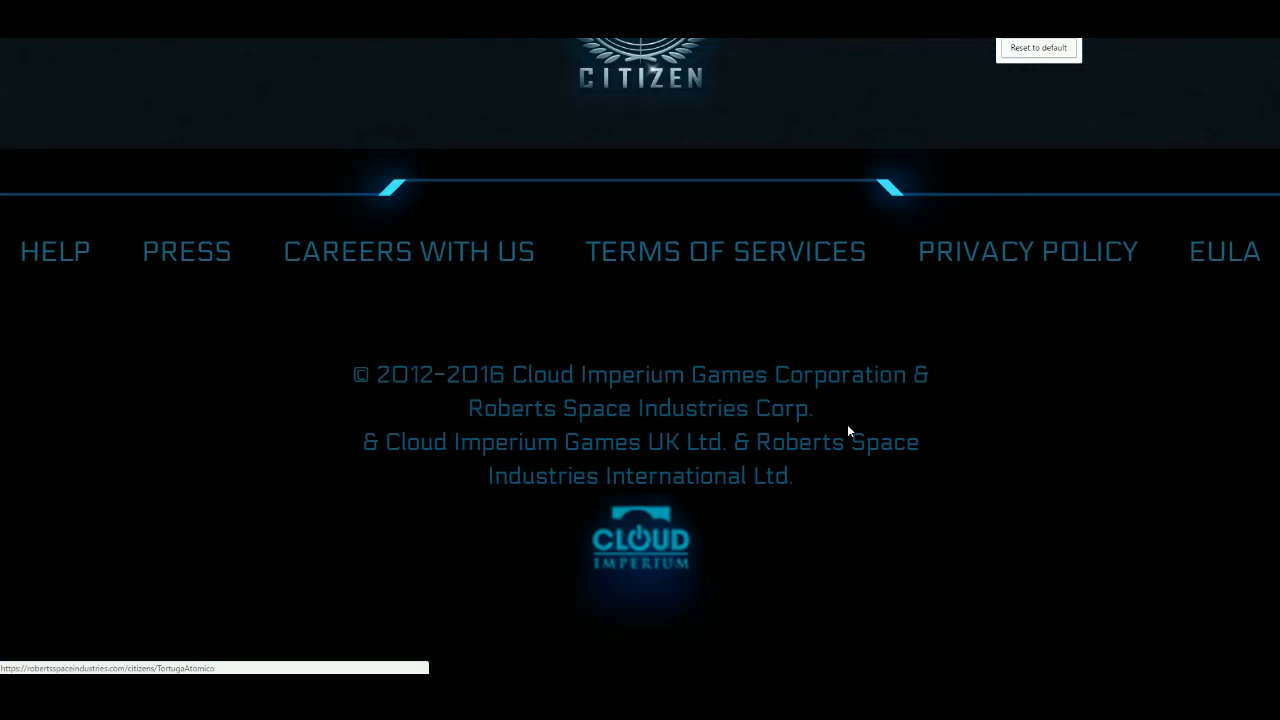 Reset to default
CITIZEN
HELP PRESS CAREERS WITH US TERMS OF SERVICES PRIVACY POLICY EULA
© 2012-2016 Cloud Imperium Games Corporation &
Roberts Space Industries Corp.
& Cloud Imperium Games UK Ltd. & Roberts Space
Industries International Ltd.
CLOUD
IMPERIUM
https://robertsspaceindustries.com/citizens/TortugaAtomico